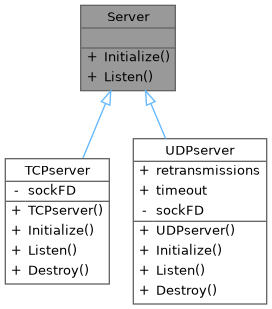 Server
+ Initialize()
+ Listen()
TCPserver
- sockFD
+ TCPserver()
+ Initialize()
+ Listen()
+ Destroy()
UDPserver
+ retransmissions
+ timeout
- sockFD
+ UDPserver()
+ Initialize()
+ Listen()
+ Destroy()